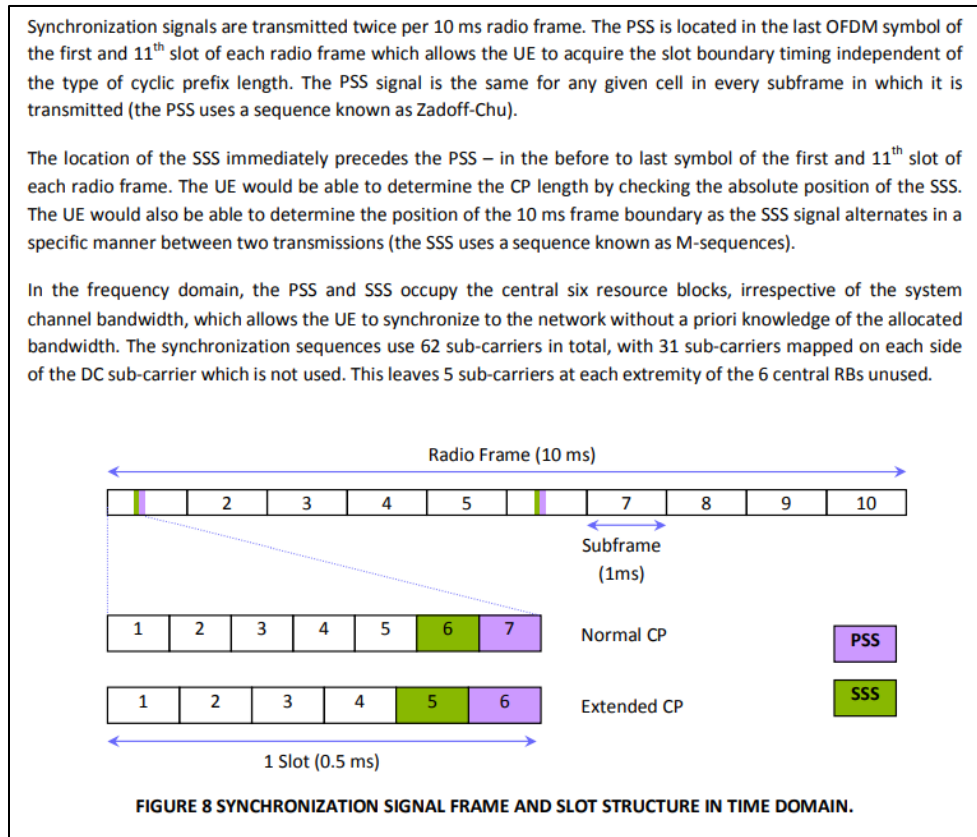 Synchronization signals are transmitted twice per 10 ms radio frame. The PSS is located in the last OFDM symbol of
the first and 11th slot of each radio frame which allows the UE to acquire the slot boundary timing independent of
the type of cyclic prefix length. The PSS signal is the same for any given cell in every subframe in which it is
transmitted (the PSS uses a sequence known as Zadoff-Chu).
The location of the SSS immediately precedes the PSS – in the before to last symbol of the first and 11th slot of
each radio frame. The UE would be able to determine the CP length by checking the absolute position of the SSS.
The UE would also be able to determine the position of the 10 ms frame boundary as the SSS signal alternates in a
specific manner between two transmissions (the SSS uses a sequence known as M-sequences).
In the frequency domain, the PSS and SSS occupy the central six resource blocks, irrespective of the system
channel bandwidth, which allows the UE to synchronize to the network without a priori knowledge of the allocated
bandwidth. The synchronization sequences use 62 sub-carriers in total, with 31 sub-carriers mapped on each side
of the DC sub-carrier which is not used. This leaves 5 sub-carriers at each extremity of the 6 central RBs unused.
Radio Frame (10 ms)
2 3 4 5 7 8 9 10
Subframe
(1ms)
1 2 3 4 5 6 7 Normal CP PSS
1 2 3 4 5 6 Extended CP SSS
1 Slot (0.5 ms)
FIGURE 8 SYNCHRONIZATION SIGNAL FRAME AND SLOT STRUCTURE IN TIME DOMAIN.